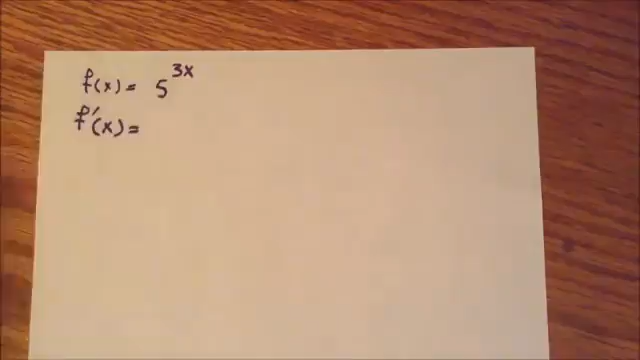 f(x) = 5^{3x}
f'(x) =